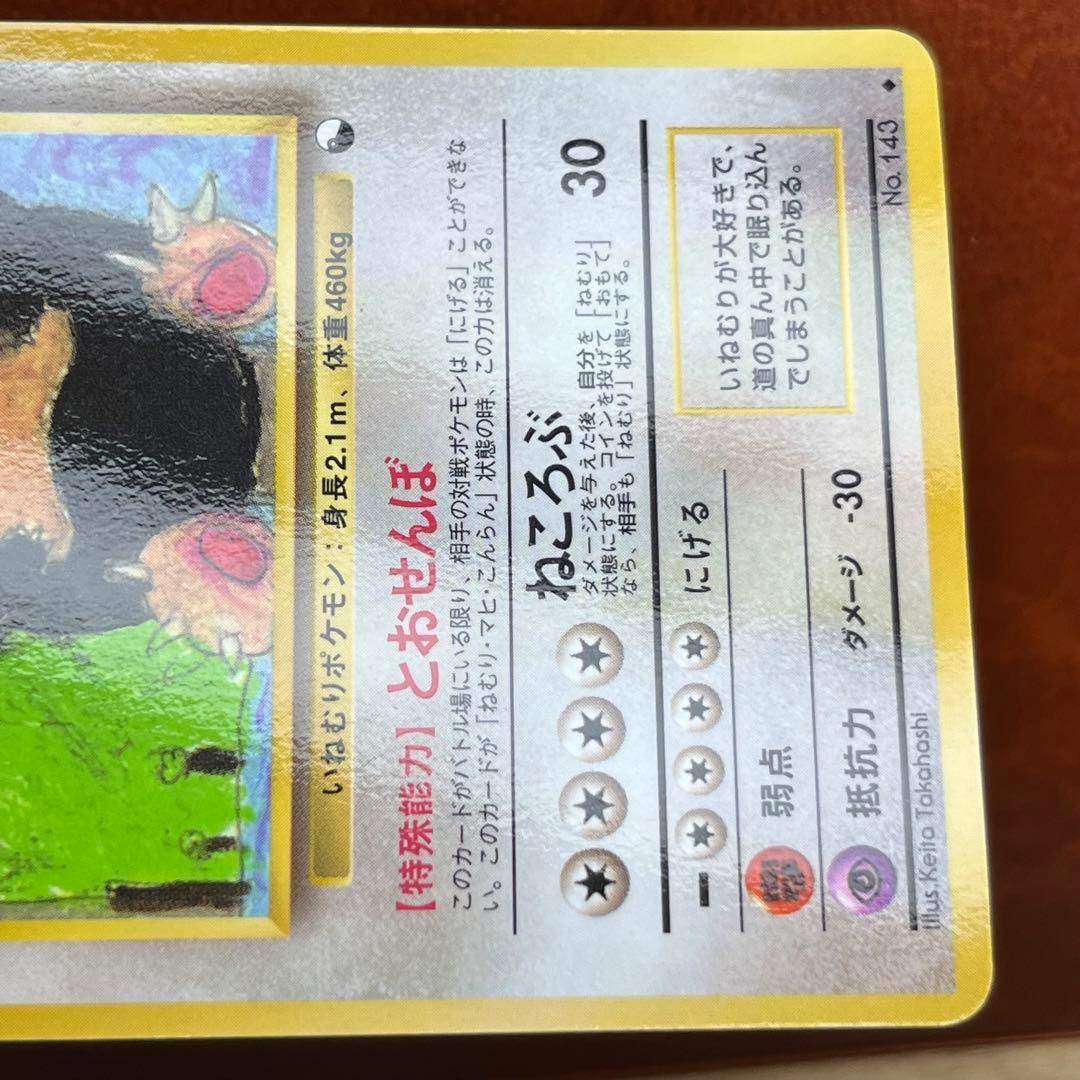 いねむりポケモン：身長2.1m、体重460kg
【特殊能力】とおせんぼ
このカードがバトル場にいる限り、相手の対戦ポケモンは「にげる」ことができな
い。このカードが「ねむり・マヒ・こんらん」状態の時、この力は消える。
ねころぶ 30
ダメージを与えた後、自分を「ねむり」
状態にする。コインを投げて「おもて」
なら、相手も「ねむり」状態にする。
にげる
弱点
抵抗力 ダメージ -30
いねむりが大好きで、
道の真ん中で眠り込ん
でしまうことがある。
Illus.Keita Takahashi
No. 143